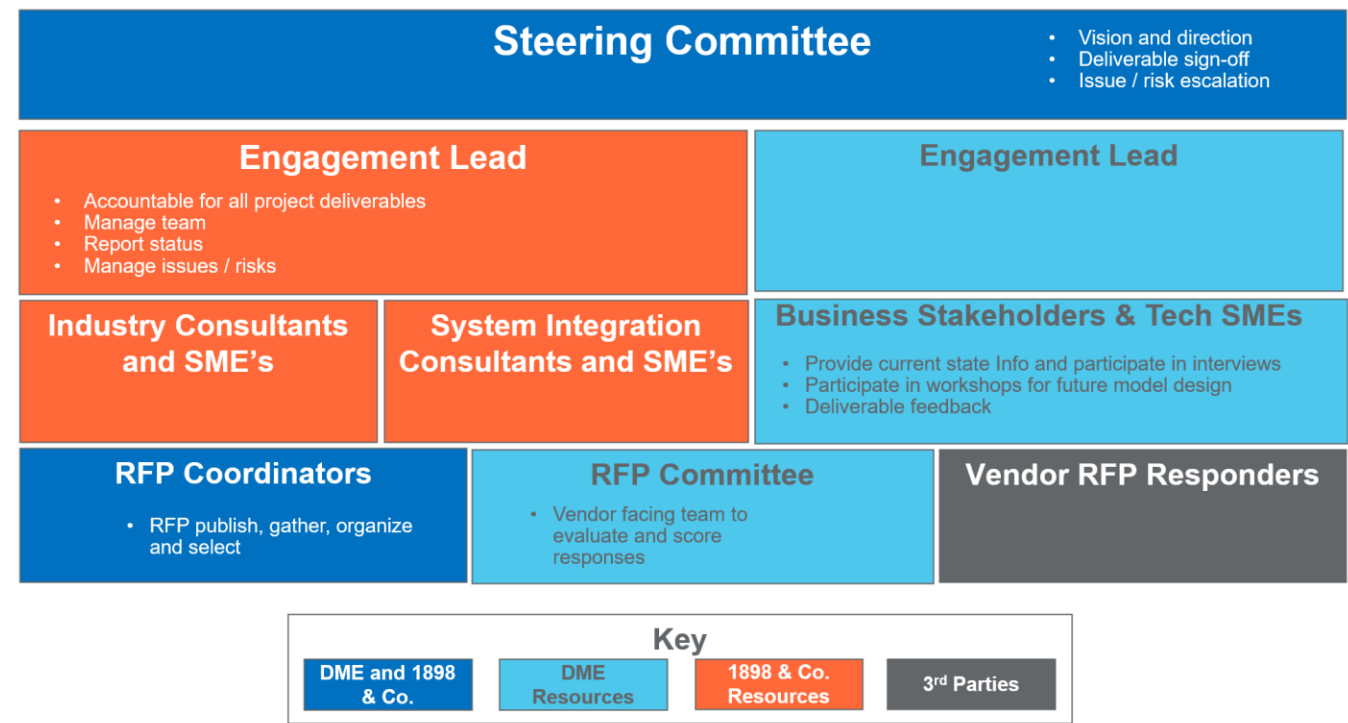 Steering Committee
• Vision and direction
• Deliverable sign-off
• Issue / risk escalation
Engagement Lead
• Accountable for all project deliverables
• Manage team
• Report status
• Manage issues / risks
Engagement Lead
Industry Consultants
and SME's
System Integration
Consultants and SME's
Business Stakeholders & Tech SMEs
• Provide current state Info and participate in interviews
• Participate in workshops for future model design
• Deliverable feedback
RFP Coordinators
• RFP publish, gather, organize
and select
RFP Committee
• Vendor facing team to
evaluate and score
responses
Vendor RFP Responders
Key
DME and 1898
& Co.
DME
Resources
1898 & Co.
Resources
3rd Parties